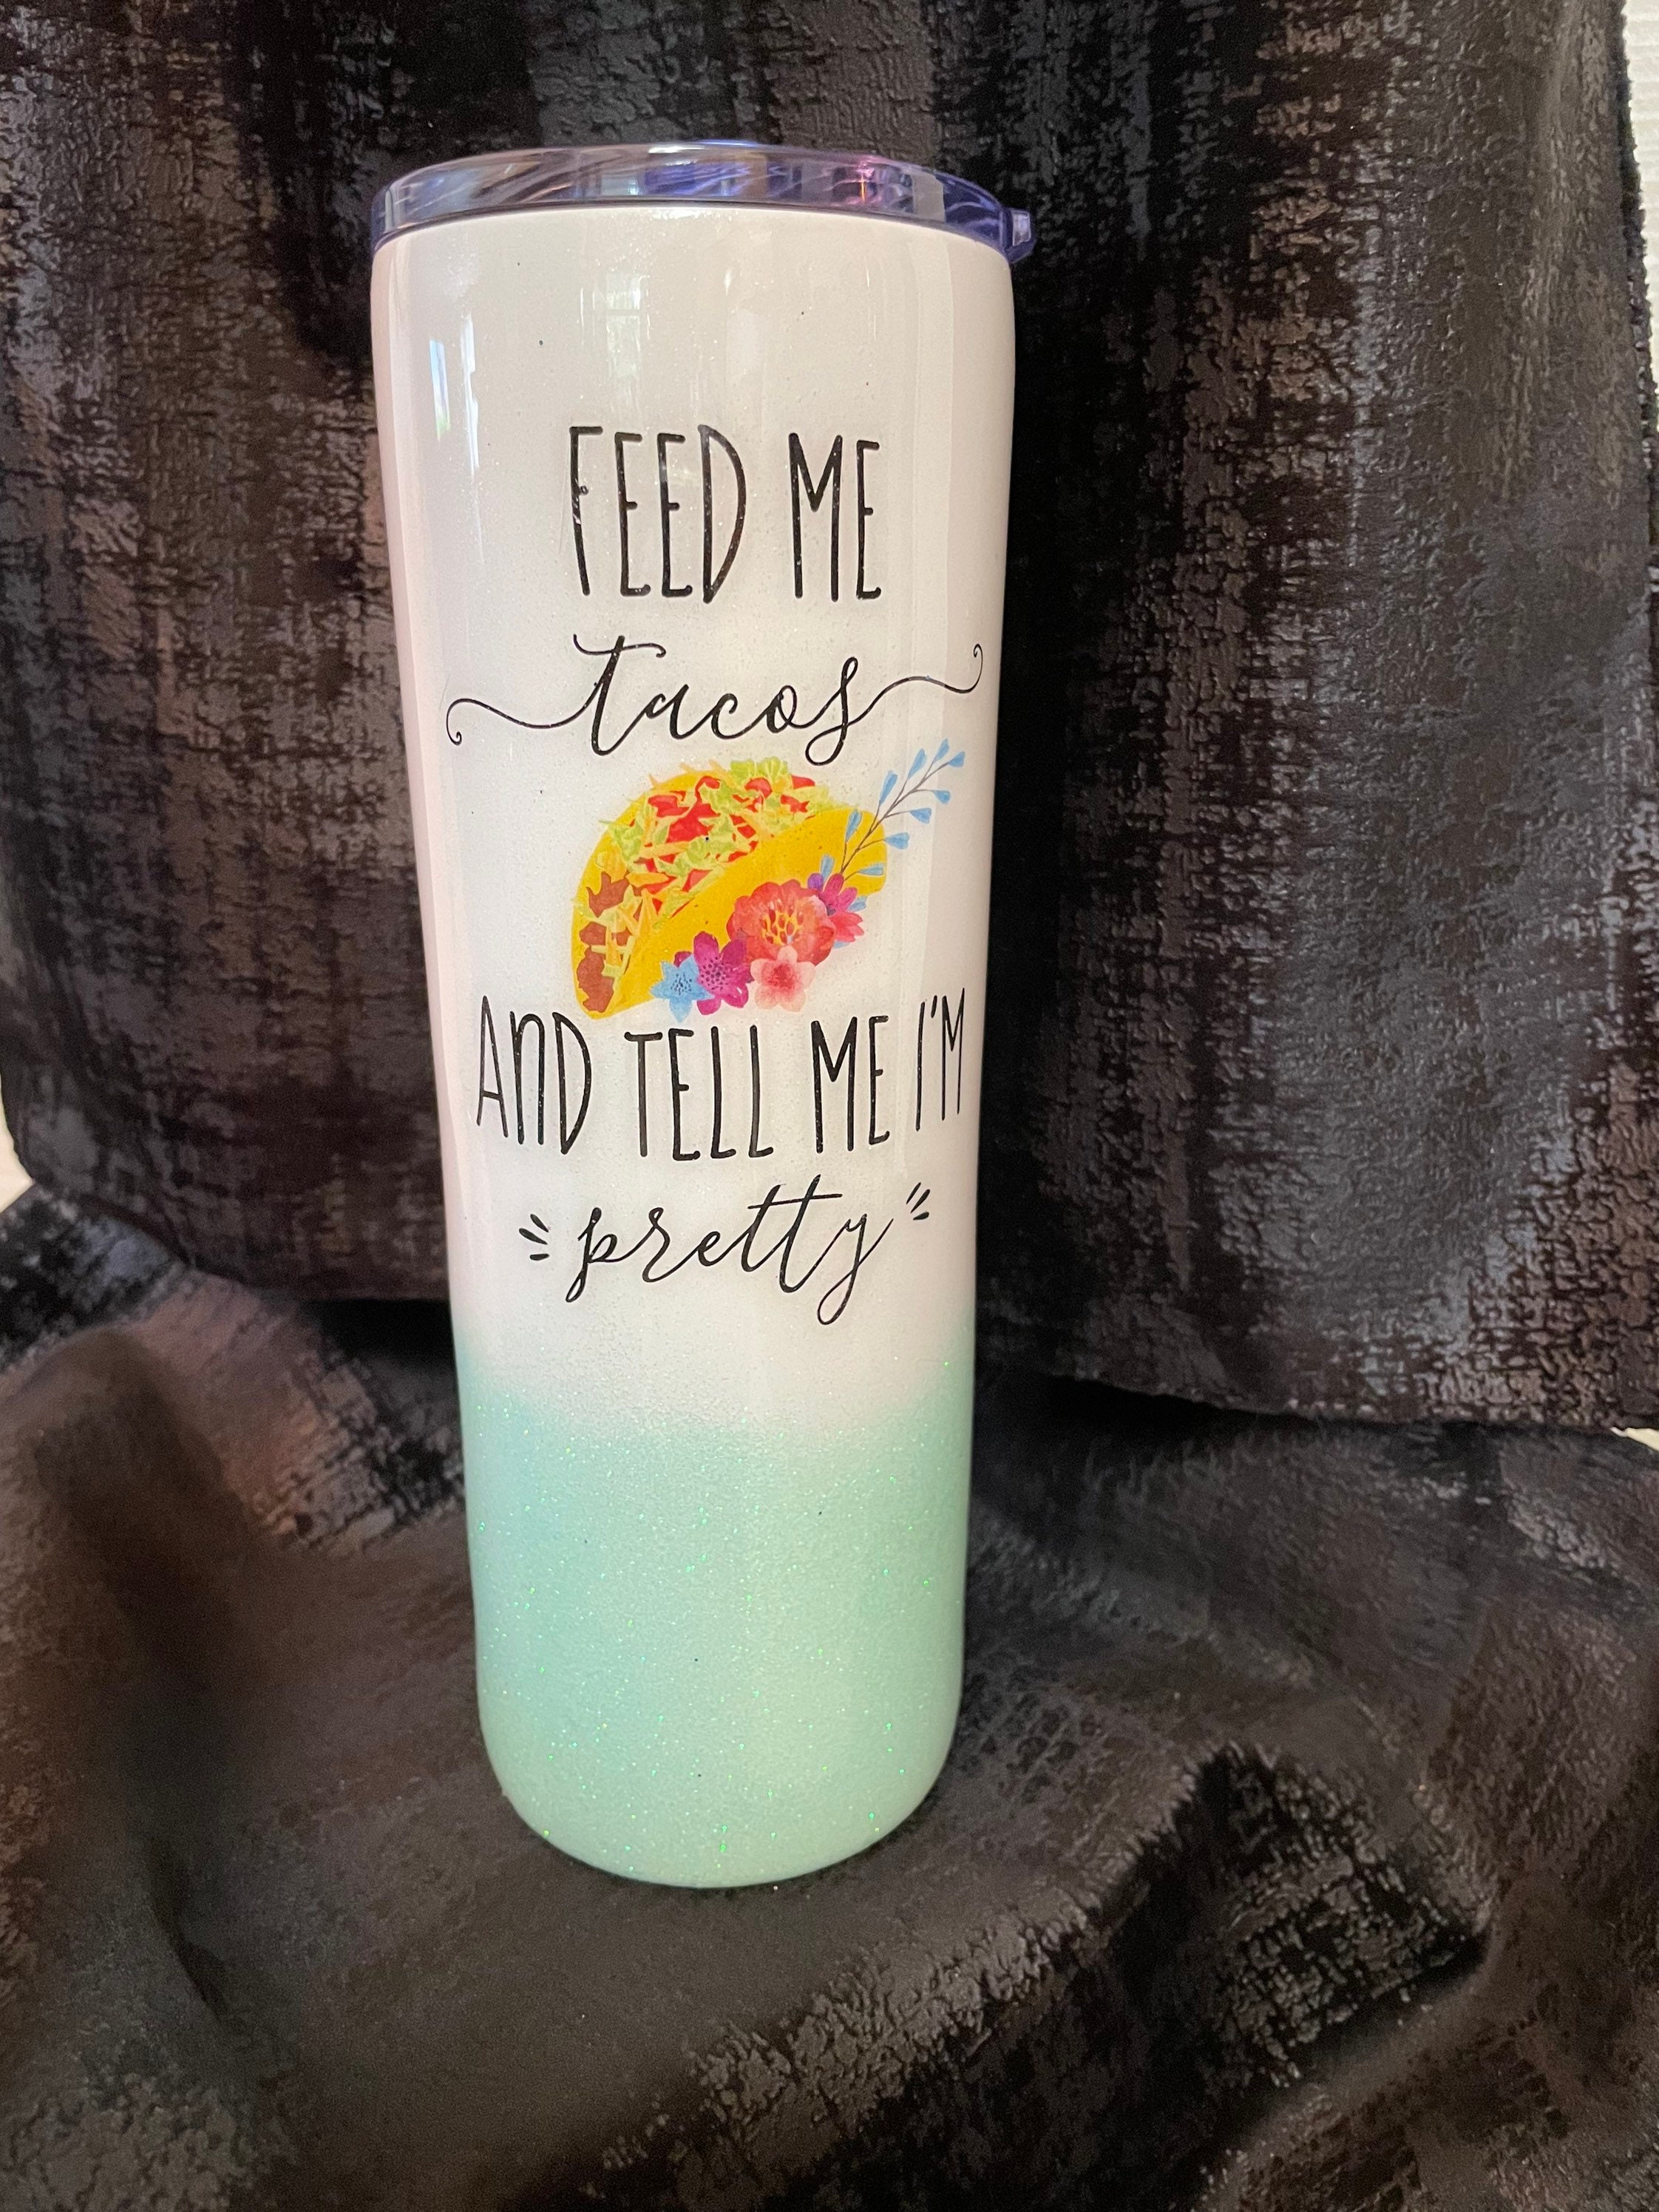 FEED ME
tacos
AND TELL ME I'M
pretty